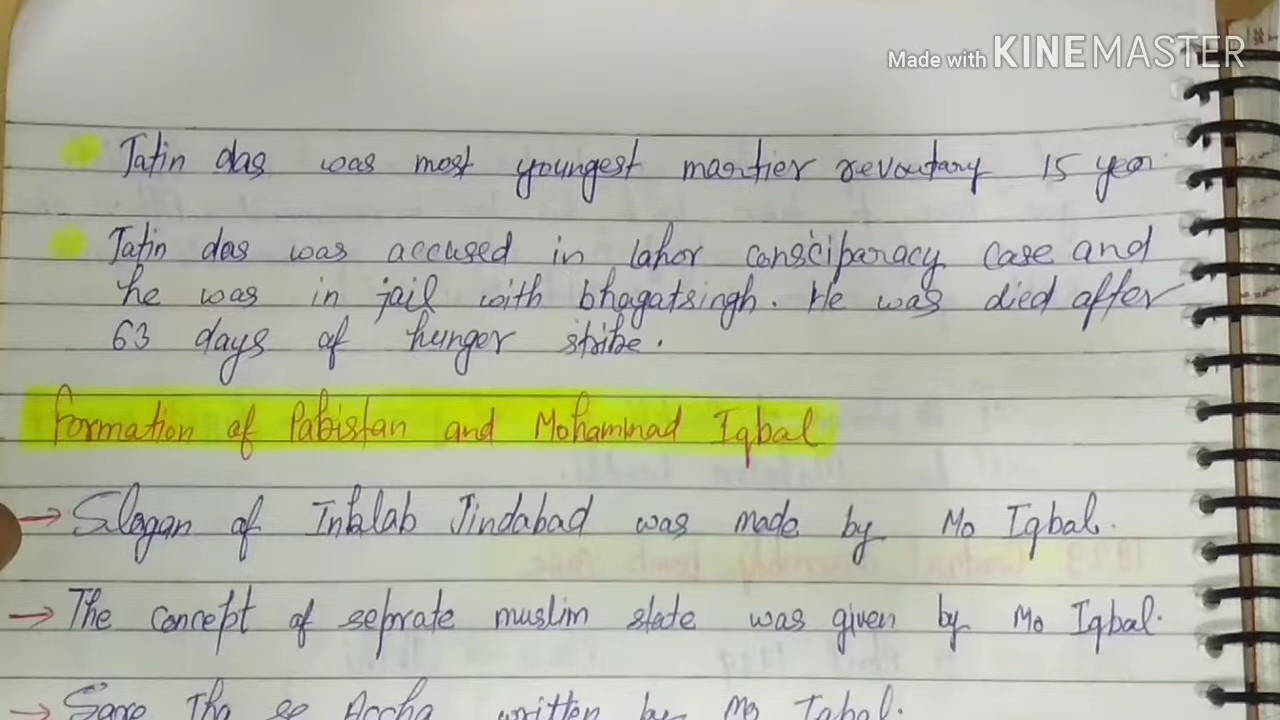 Made with KINEMASTER
Jatin das was most youngest martier revoutary 15 year.
Jatin das was accused in lahor consciparacy case and
he was in jail with bhagatsingh. He was died after
63 days of hunger strike.
Formation of Pakistan and Mohammad Iqbal
→ Slogan of Inklab Jindabad was made by Mo Iqbal.
→ The concept of seprate muslim state was given by Mo Iqbal.
→ Sare Jha se Accha written by Mo Iqbal.